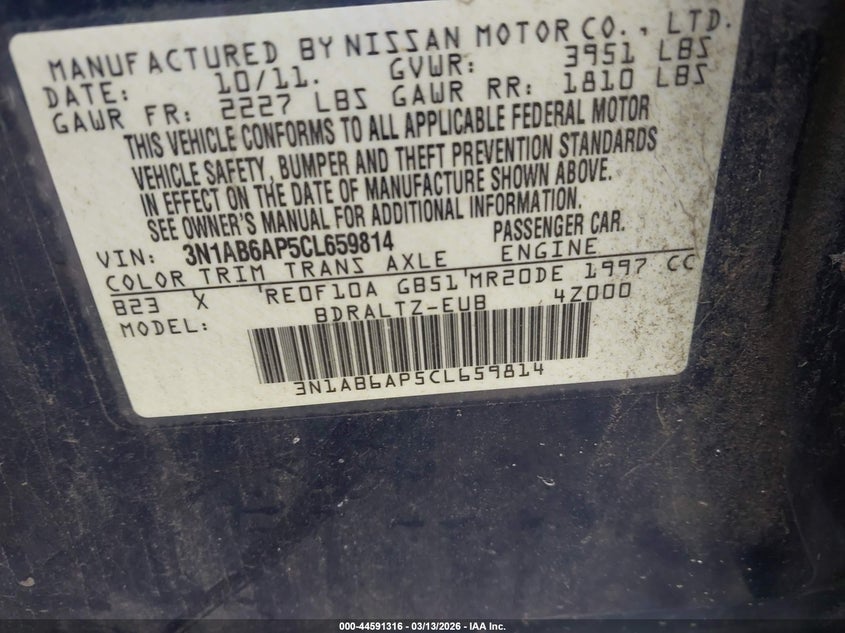 MANUFACTURED BY NISSAN MOTOR CO., LTD.
DATE: 10/11. GVWR: 3951 LBS
GAWR FR: 2227 LBS GAWR RR: 1810 LBS
THIS VEHICLE CONFORMS TO ALL APPLICABLE FEDERAL MOTOR
VEHICLE SAFETY, BUMPER AND THEFT PREVENTION STANDARDS
IN EFFECT ON THE DATE OF MANUFACTURE SHOWN ABOVE.
SEE OWNER'S MANUAL FOR ADDITIONAL INFORMATION.
VIN: 3N1AB6AP5CL659814 PASSENGER CAR.
COLOR TRIM TRANS AXLE ENGINE
B23 X 'RE0F10A GB51'MR20DE 1997 CC
MODEL: BDRALTZ-EUB 4Z000
3N1AB6AP5CL659814
000-44591316 - 03/13/2026 - IAA Inc.